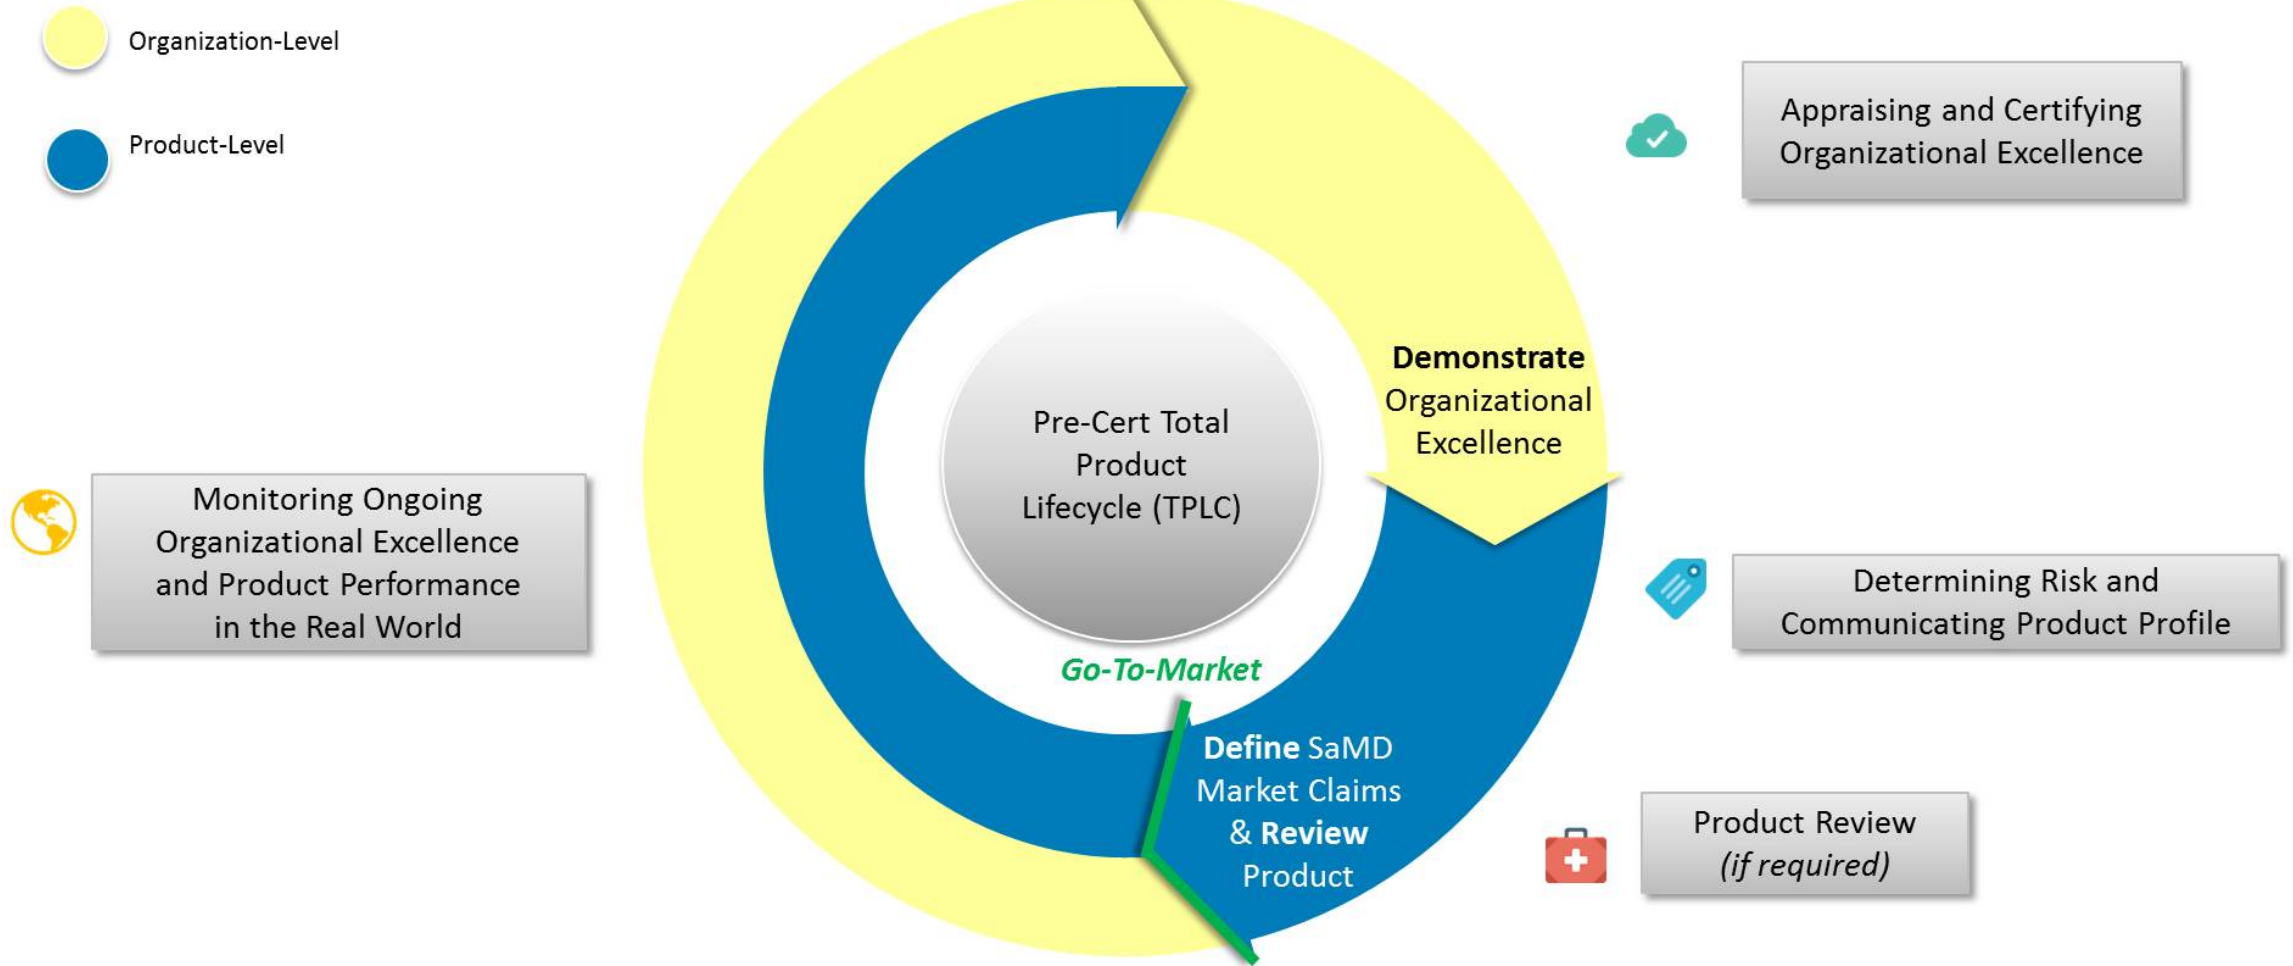 Organization-Level
Product-Level
Appraising and Certifying
Organizational Excellence
Demonstrate
Organizational
Excellence
Pre-Cert Total
Product
Lifecycle (TPLC)
Monitoring Ongoing
Organizational Excellence
and Product Performance
in the Real World
Determining Risk and
Communicating Product Profile
Go-To-Market
Define SaMD
Market Claims
& Review
Product
Product Review
(if required)